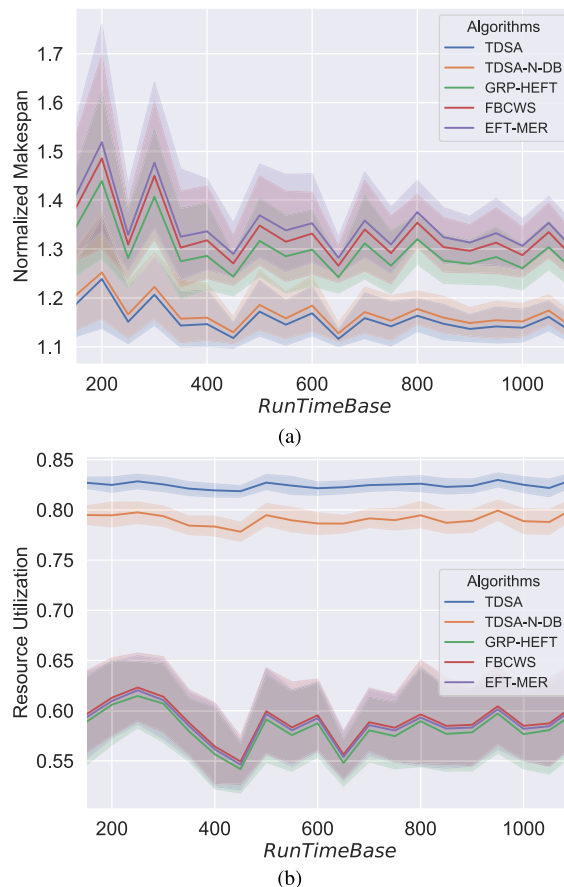 Normalized Makespan
1.7
1.6
1.5
1.4
1.3
1.2
1.1
Algorithms
TDSA
TDSA-N-DB
GRP-HEFT
FBCWS
EFT-MER
200 400 600 800 1000
RunTimeBase
(a)
Resource Utilization
0.85
0.80
0.75
0.70
0.65
0.60
0.55
Algorithms
TDSA
TDSA-N-DB
GRP-HEFT
FBCWS
EFT-MER
200 400 600 800 1000
RunTimeBase
(b)